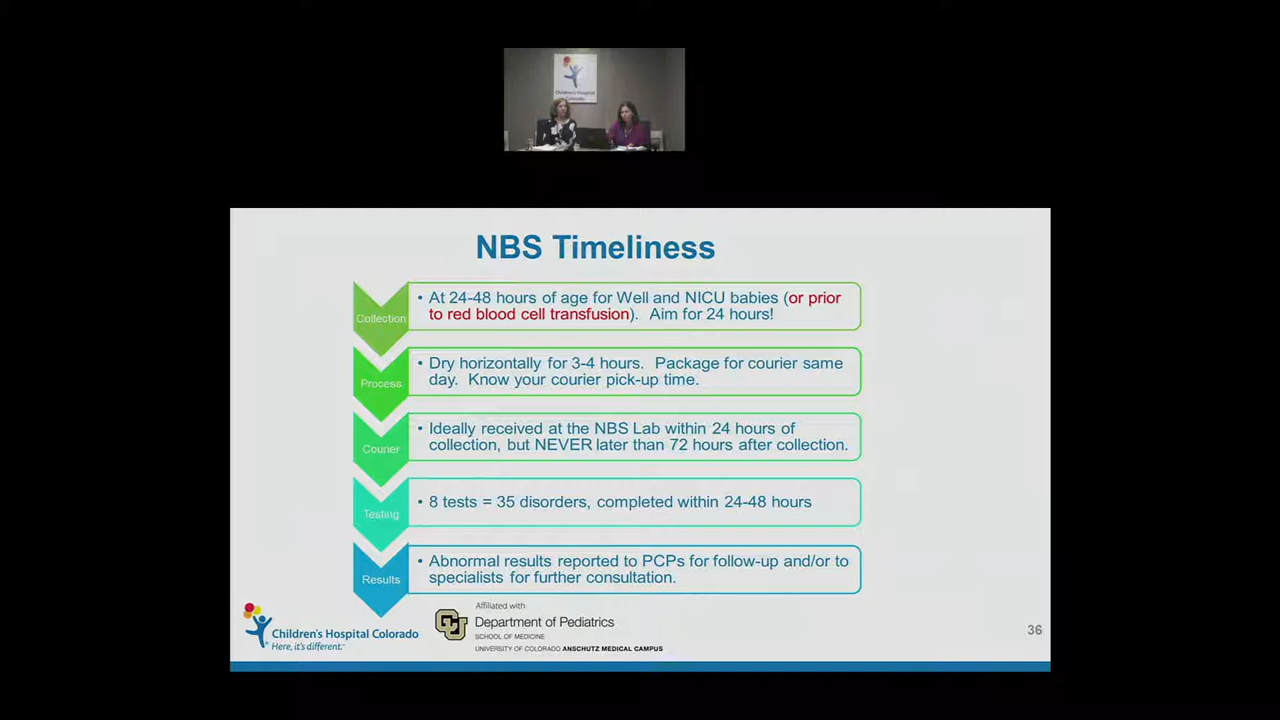 Children's Hospital
Colorado
NBS Timeliness
Collection
• At 24-48 hours of age for Well and NICU babies (or prior
to red blood cell transfusion). Aim for 24 hours!
Process
• Dry horizontally for 3-4 hours. Package for courier same
day. Know your courier pick-up time.
Courier
• Ideally received at the NBS Lab within 24 hours of
collection, but NEVER later than 72 hours after collection.
Testing
• 8 tests = 35 disorders, completed within 24-48 hours
Results
• Abnormal results reported to PCPs for follow-up and/or to
specialists for further consultation.
Children's Hospital Colorado
Here, it's different.™
CU
Affiliated with
Department of Pediatrics
SCHOOL OF MEDICINE
UNIVERSITY OF COLORADO ANSCHUTZ MEDICAL CAMPUS
36